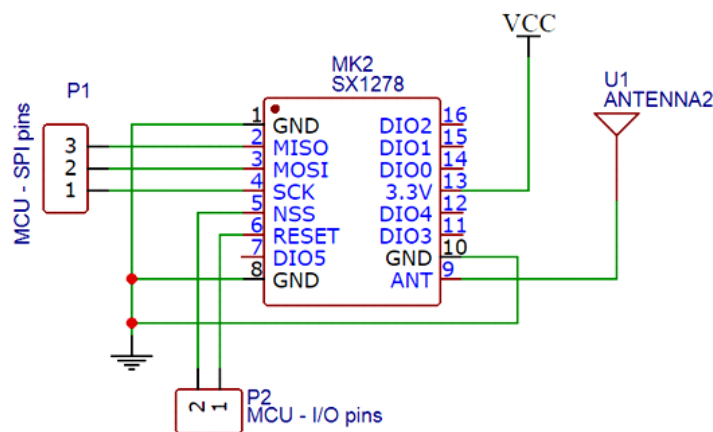 VCC
MK2
SX1278
U1
ANTENNA2
P1
MCU - SPI pins
3
2
1
1 GND DIO2 16
2 MISO DIO1 15
3 MOSI DIO0 14
4 SCK 3.3V 13
5 NSS DIO4 12
6 RESET DIO3 11
7 DIO5 GND 10
8 GND ANT 9
2 1
P2
MCU - I/O pins